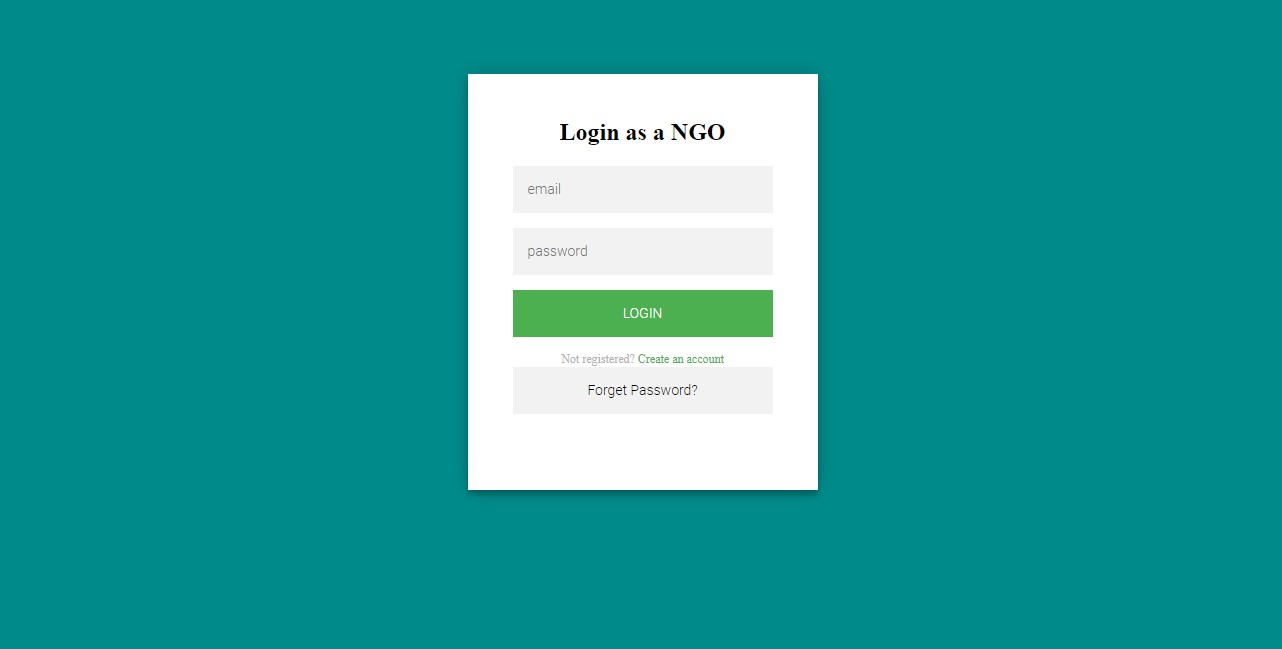 Login as a NGO
email
password
LOGIN
Not registered? Create an account
Forget Password?